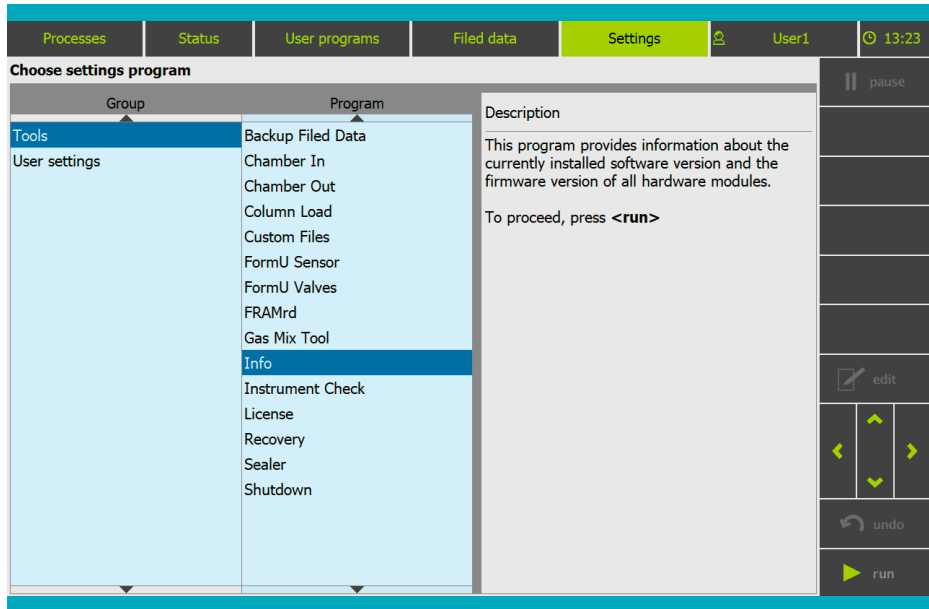 Processes
Status
User programs
Filed data
Settings
User1
13:23
Choose settings program
pause
Group
Program
Description
Tools
User settings
Backup Filed Data
Chamber In
Chamber Out
Column Load
Custom Files
FormU Sensor
FormU Valves
FRAMrd
Gas Mix Tool
Info
Instrument Check
License
Recovery
Sealer
Shutdown
This program provides information about the
currently installed software version and the
firmware version of all hardware modules.
To proceed, press <run>
edit
undo
run